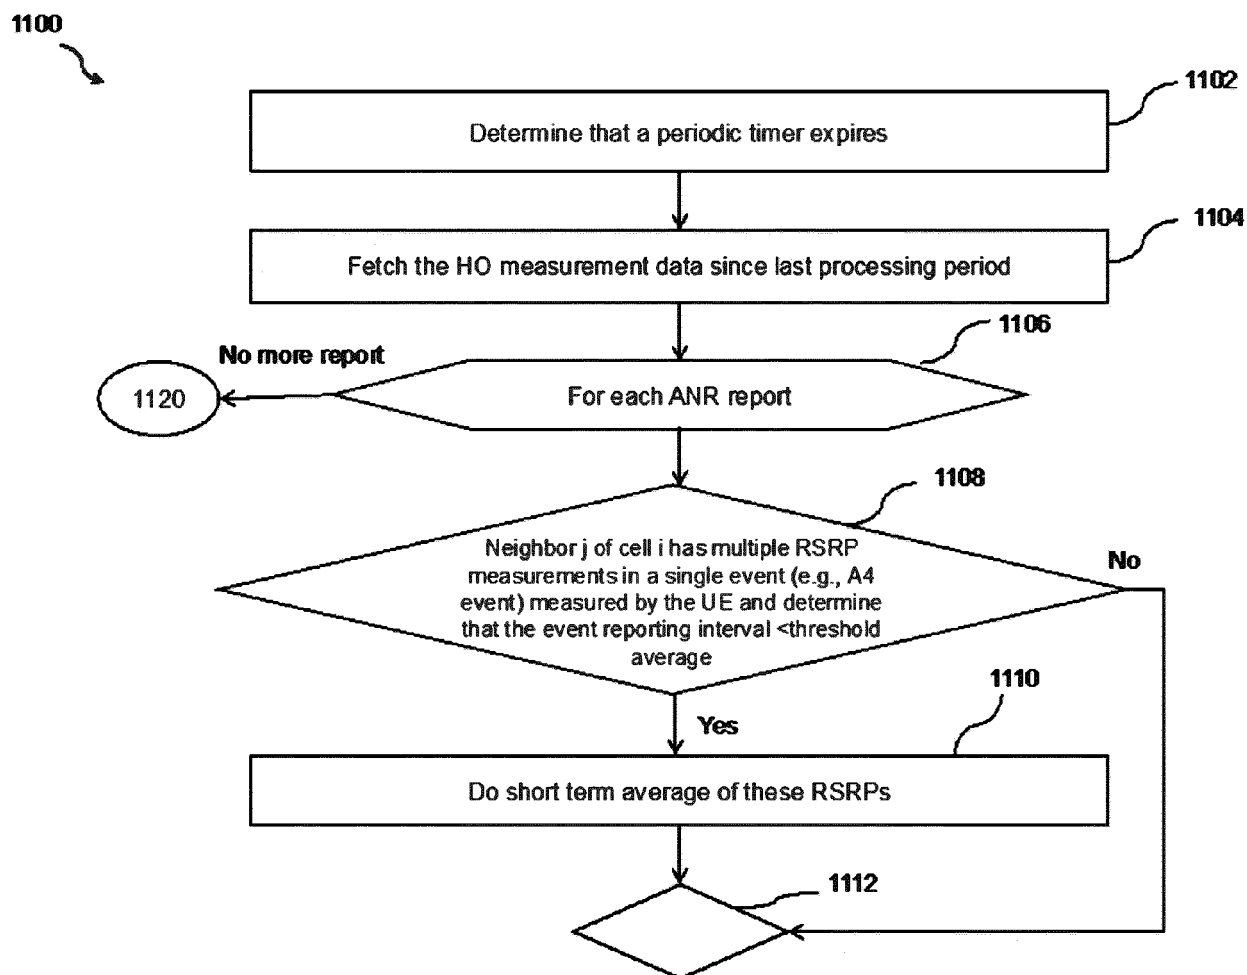 1100
1102
Determine that a periodic timer expires
1104
Fetch the HO measurement data since last processing period
1106
No more report
1120
For each ANR report
1108
Neighbor j of cell i has multiple RSRP
measurements in a single event (e.g., A4
event) measured by the UE and determine
that the event reporting interval <threshold
average
No
1110
Yes
Do short term average of these RSRPs
1112